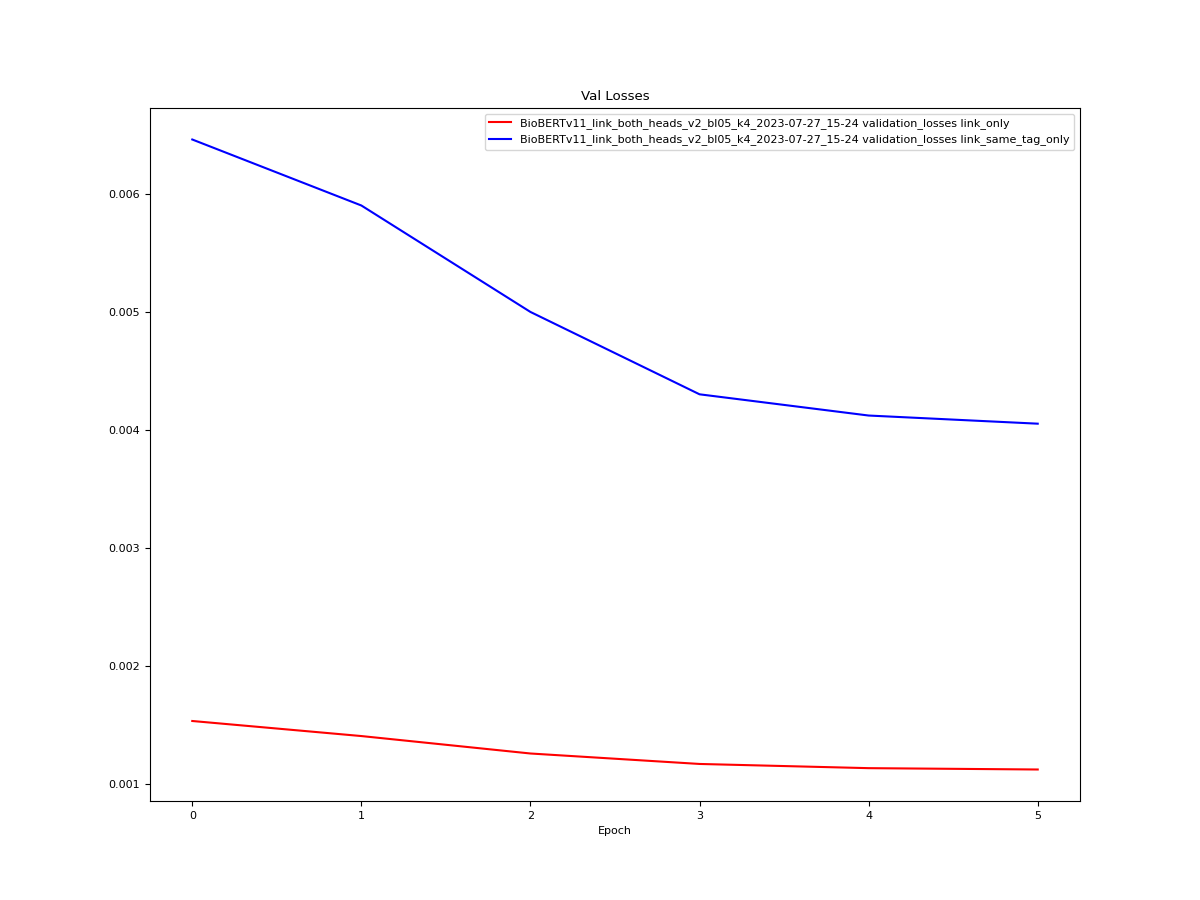 Val Losses
BioBERTv11_link_both_heads_v2_bl05_k4_2023-07-27_15-24 validation_losses link_only
BioBERTv11_link_both_heads_v2_bl05_k4_2023-07-27_15-24 validation_losses link_same_tag_only
0.006
0.005
0.004
0.003
0.002
0.001
0 1 2 3 4 5
Epoch